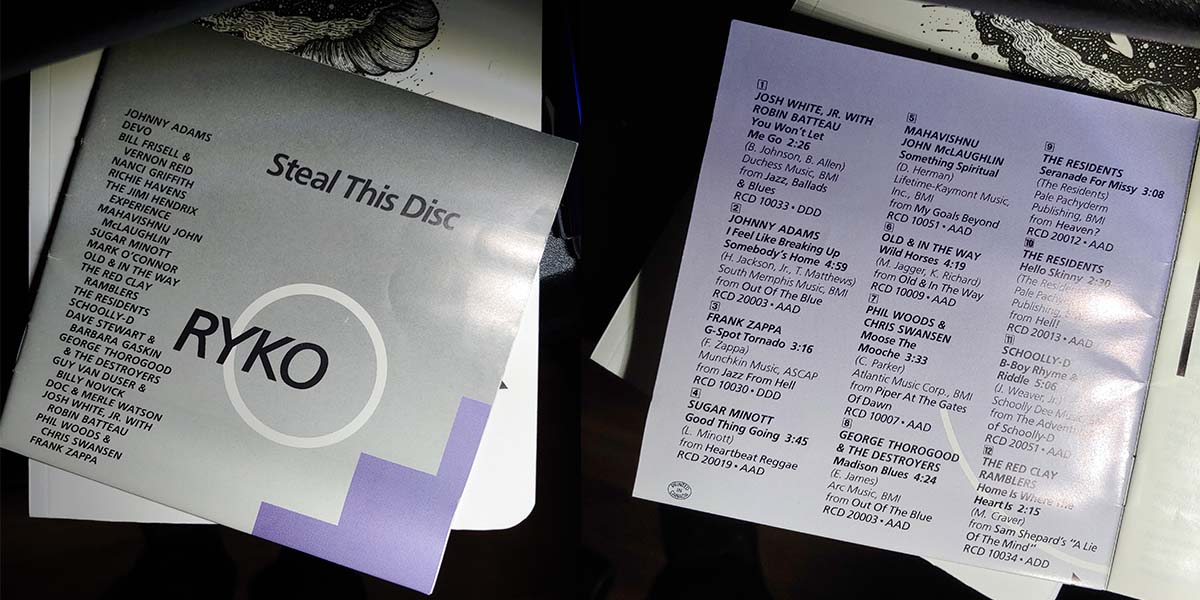 JOHNNY ADAMS
DEVO
BILL FRISELL &
VERNON REID
NANCI GRIFFITH
RICHIE HAVENS
THE JIMI HENDRIX
EXPERIENCE
MAHAVISHNU JOHN
McLAUGHLIN
SUGAR MINOTT
MARK O'CONNOR
OLD & IN THE WAY
THE RED CLAY
RAMBLERS
THE RESIDENTS
SCHOOLLY-D
DAVE STEWART &
BARBARA GASKIN
GEORGE THOROGOOD
& THE DESTROYERS
GUY VAN DUSER &
BILLY NOVICK
DOC & MERLE WATSON
JOSH WHITE, JR. WITH
ROBIN BATTEAU
PHIL WOODS &
CHRIS SWANSEN
FRANK ZAPPA
Steal This Disc
RYKO
1
JOSH WHITE, JR. WITH
ROBIN BATTEAU
You Won't Let
Me Go 2:26
(B. Johnson, B. Allen)
Duchess Music, BMI
from Jazz, Ballads
& Blues
RCD 10033 • DDD
2
JOHNNY ADAMS
I Feel Like Breaking Up
Somebody's Home 4:59
(H. Jackson, Jr., T. Matthews)
South Memphis Music, BMI
from Out Of The Blue
RCD 20003 • AAD
3
FRANK ZAPPA
G-Spot Tornado 3:16
(F. Zappa)
Munchkin Music, ASCAP
from Jazz From Hell
RCD 10030 • DDD
4
SUGAR MINOTT
Good Thing Going 3:45
(L. Minott)
from Heartbeat Reggae
RCD 20019 • AAD
PRINTED
IN
CANADA
5
MAHAVISHNU
JOHN McLAUGHLIN
Something Spiritual
(D. Herman)
Lifetime-Kaymont Music,
Inc., BMI
from My Goals Beyond
RCD 10051 • AAD
6
OLD & IN THE WAY
Wild Horses 4:19
(M. Jagger, K. Richard)
from Old & In The Way
RCD 10009 • AAD
7
PHIL WOODS &
CHRIS SWANSEN
Moose The
Mooche 3:33
(C. Parker)
Atlantic Music Corp., BMI
from Piper At The Gates
Of Dawn
RCD 10007 • AAD
8
GEORGE THOROGOOD
& THE DESTROYERS
Madison Blues 4:24
(E. James)
Arc Music, BMI
from Out Of The Blue
RCD 20003 • AAD
9
THE RESIDENTS
Seranade For Missy 3:08
(The Residents)
Pale Pachyderm
Publishing, BMI
from Heaven?
RCD 20012 • AAD
10
THE RESIDENTS
Hello Skinny 2:30
(The Residents)
Pale Pachyderm
Publishing, BMI
from Hell!
RCD 20013 • AAD
11
SCHOOLLY-D
B-Boy Rhyme &
Riddle 5:06
(J. Weaver, Jr.)
Schoolly Dee Music,
from The Adventures
of Schoolly-D
RCD 20051 • AAD
12
THE RED CLAY
RAMBLERS
Home Is Where The
Heart Is 2:15
(M. Craver)
from Sam Shepard's "A Lie
Of The Mind"
RCD 10034 • ADD